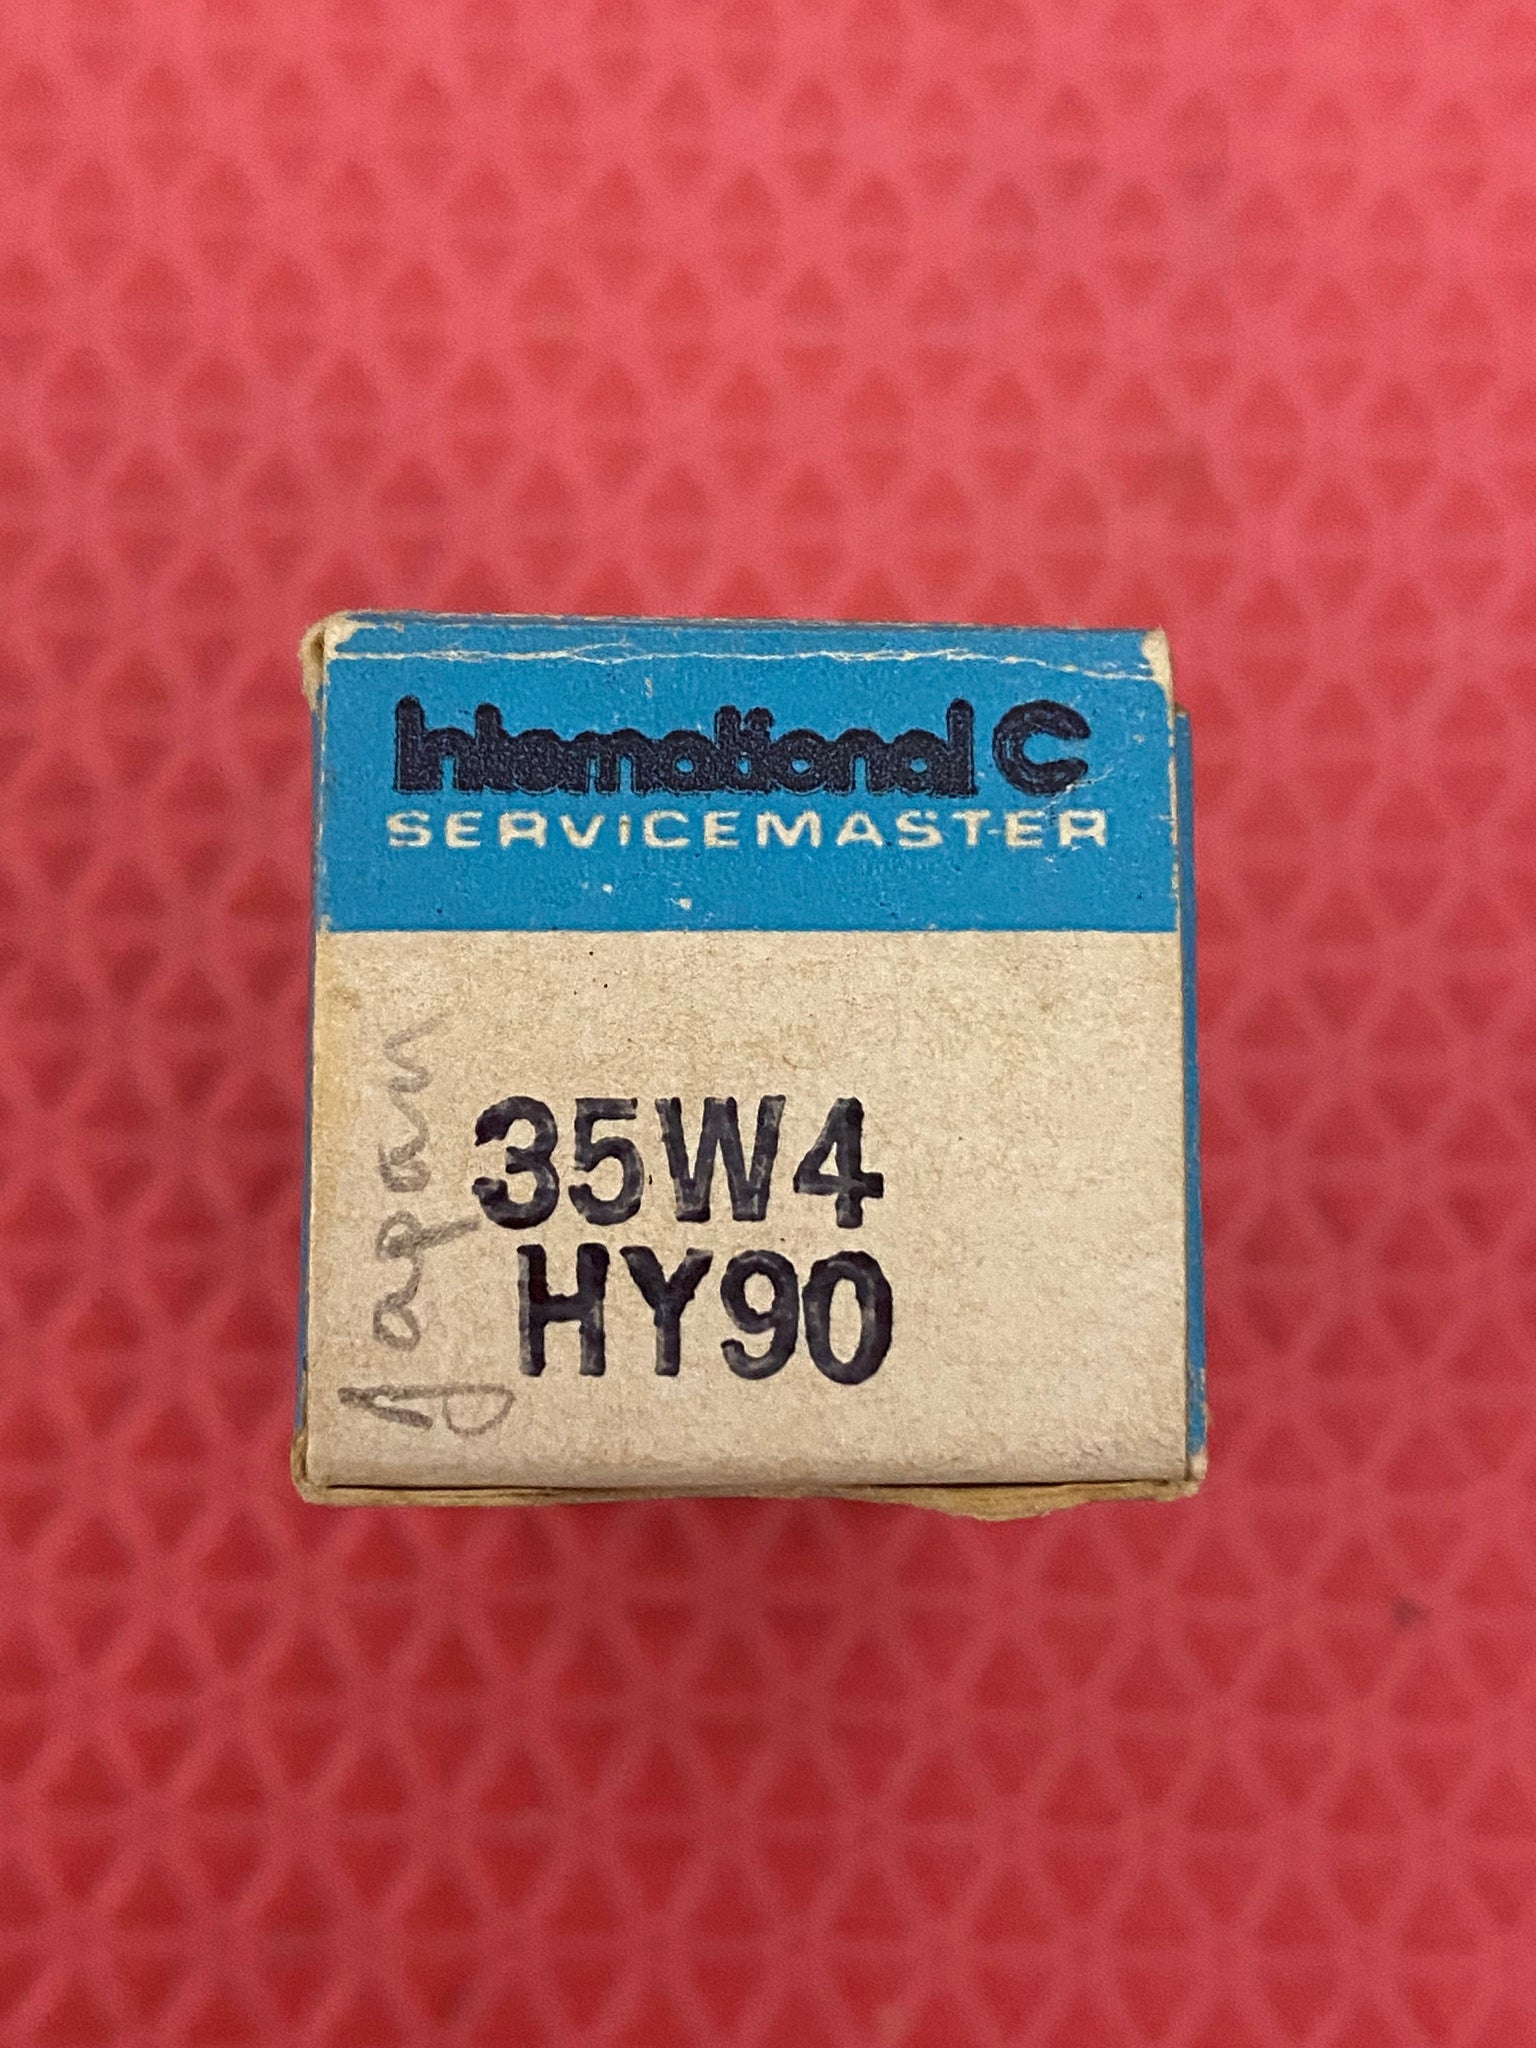 International C
SERVICEMASTER
35W4
HY90
Japan